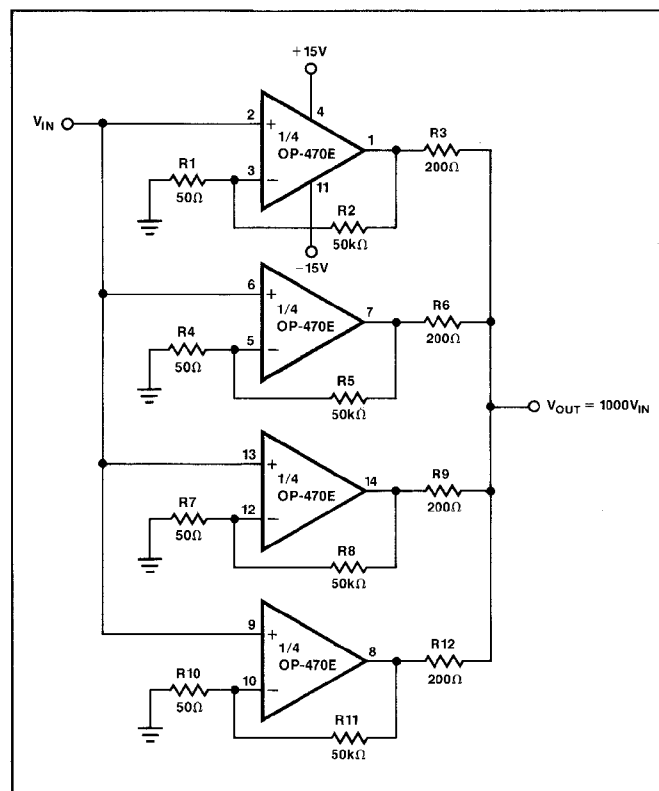 +15V
V_IN
2
+
1/4
OP-470E
4
1
R3
200Ω
R1
50Ω
3
−
11
R2
50kΩ
−15V
6
+
1/4
OP-470E
7
R6
200Ω
R4
50Ω
5
−
R5
50kΩ
V_OUT = 1000V_IN
13
+
1/4
OP-470E
14
R9
200Ω
R7
50Ω
12
−
R8
50kΩ
9
+
1/4
OP-470E
8
R12
200Ω
R10
50Ω
10
−
R11
50kΩ